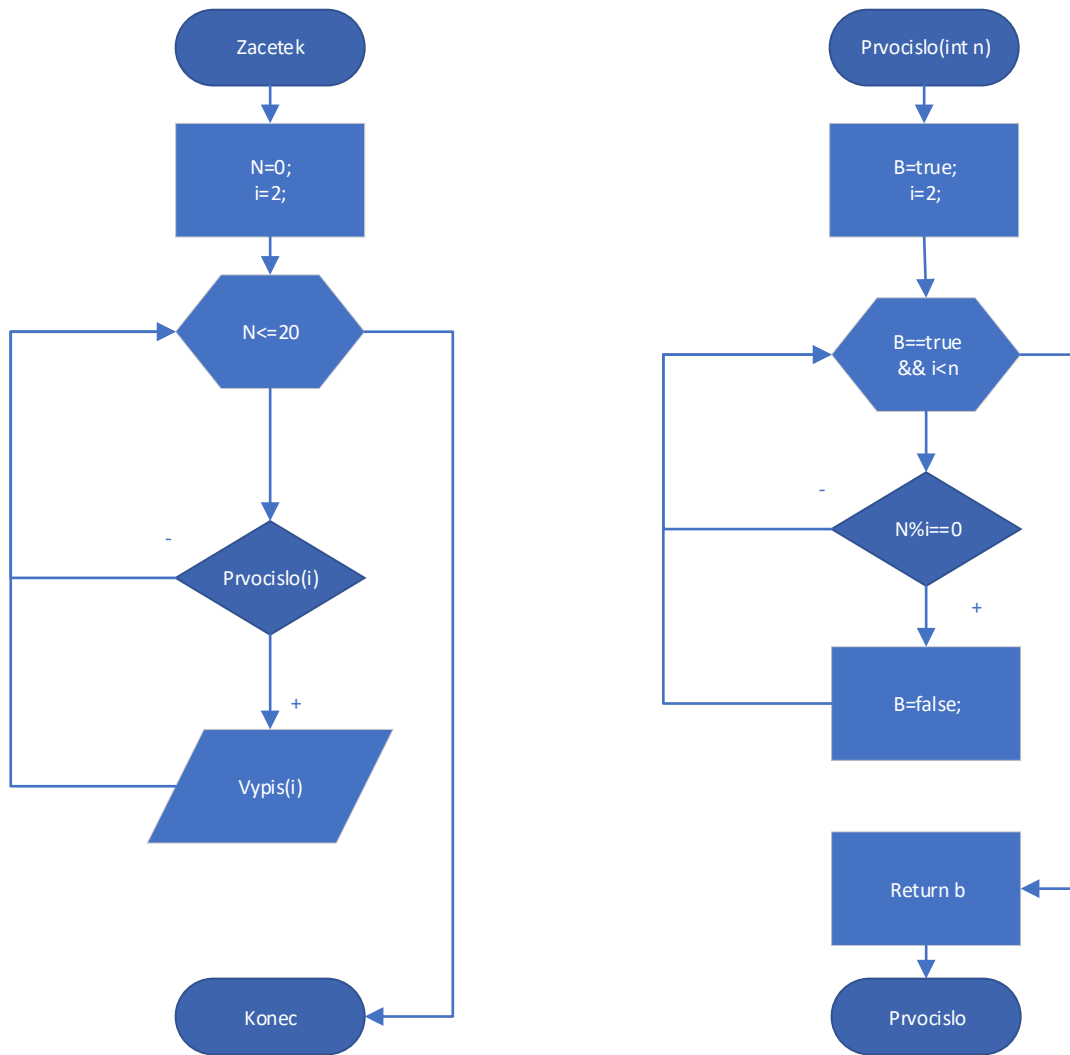 Zacetek
N=0;
i=2;
N<=20
-
Prvocislo(i)
+
Vypis(i)
Konec
Prvocislo(int n)
B=true;
i=2;
B==true
&& i<n
-
N%i==0
+
B=false;
Return b
Prvocislo